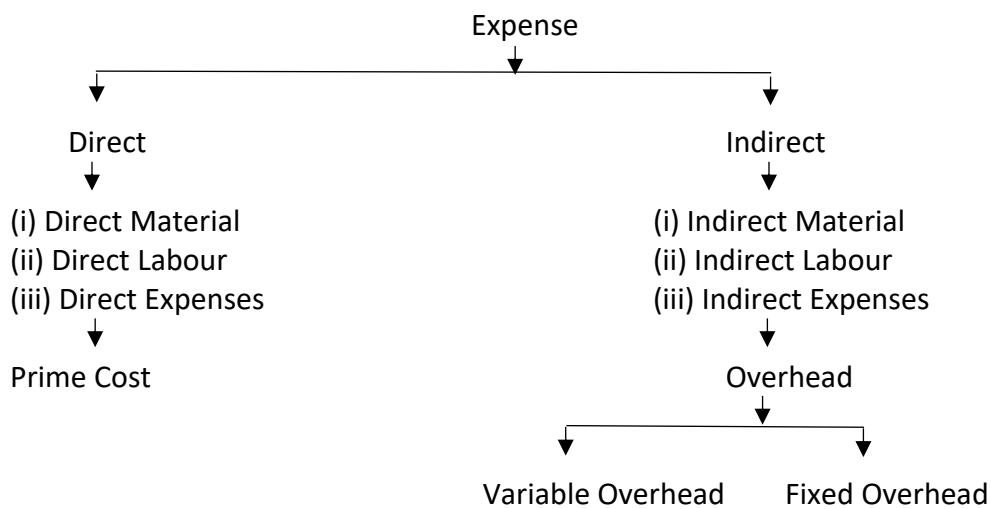 Expense
Direct
Indirect
(i) Direct Material
(ii) Direct Labour
(iii) Direct Expenses
(i) Indirect Material
(ii) Indirect Labour
(iii) Indirect Expenses
Prime Cost
Overhead
Variable Overhead
Fixed Overhead